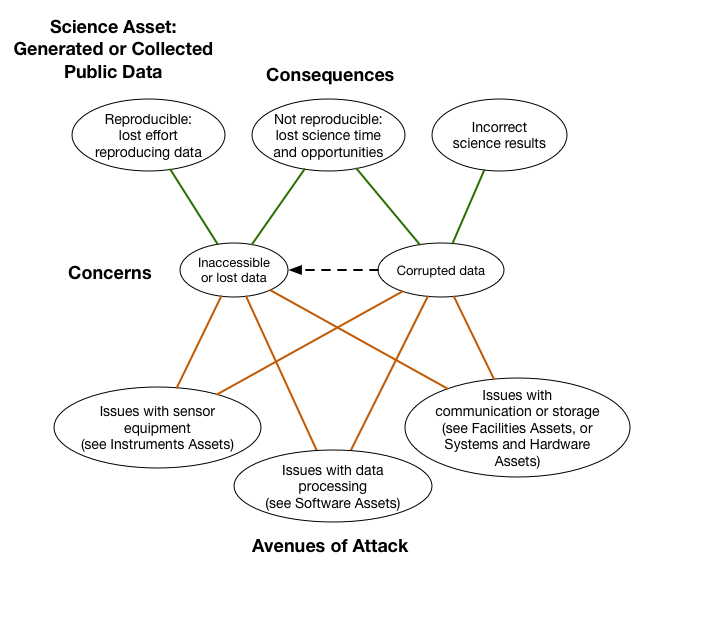 Science Asset:
Generated or Collected
Public Data
Consequences
Reproducible:
lost effort
reproducing data
Not reproducible:
lost science time
and opportunities
Incorrect
science results
Concerns
Inaccessible
or lost data
Corrupted data
Issues with sensor
equipment
(see Instruments Assets)
Issues with data
processing
(see Software Assets)
Issues with
communication or storage
(see Facilities Assets, or
Systems and Hardware
Assets)
Avenues of Attack